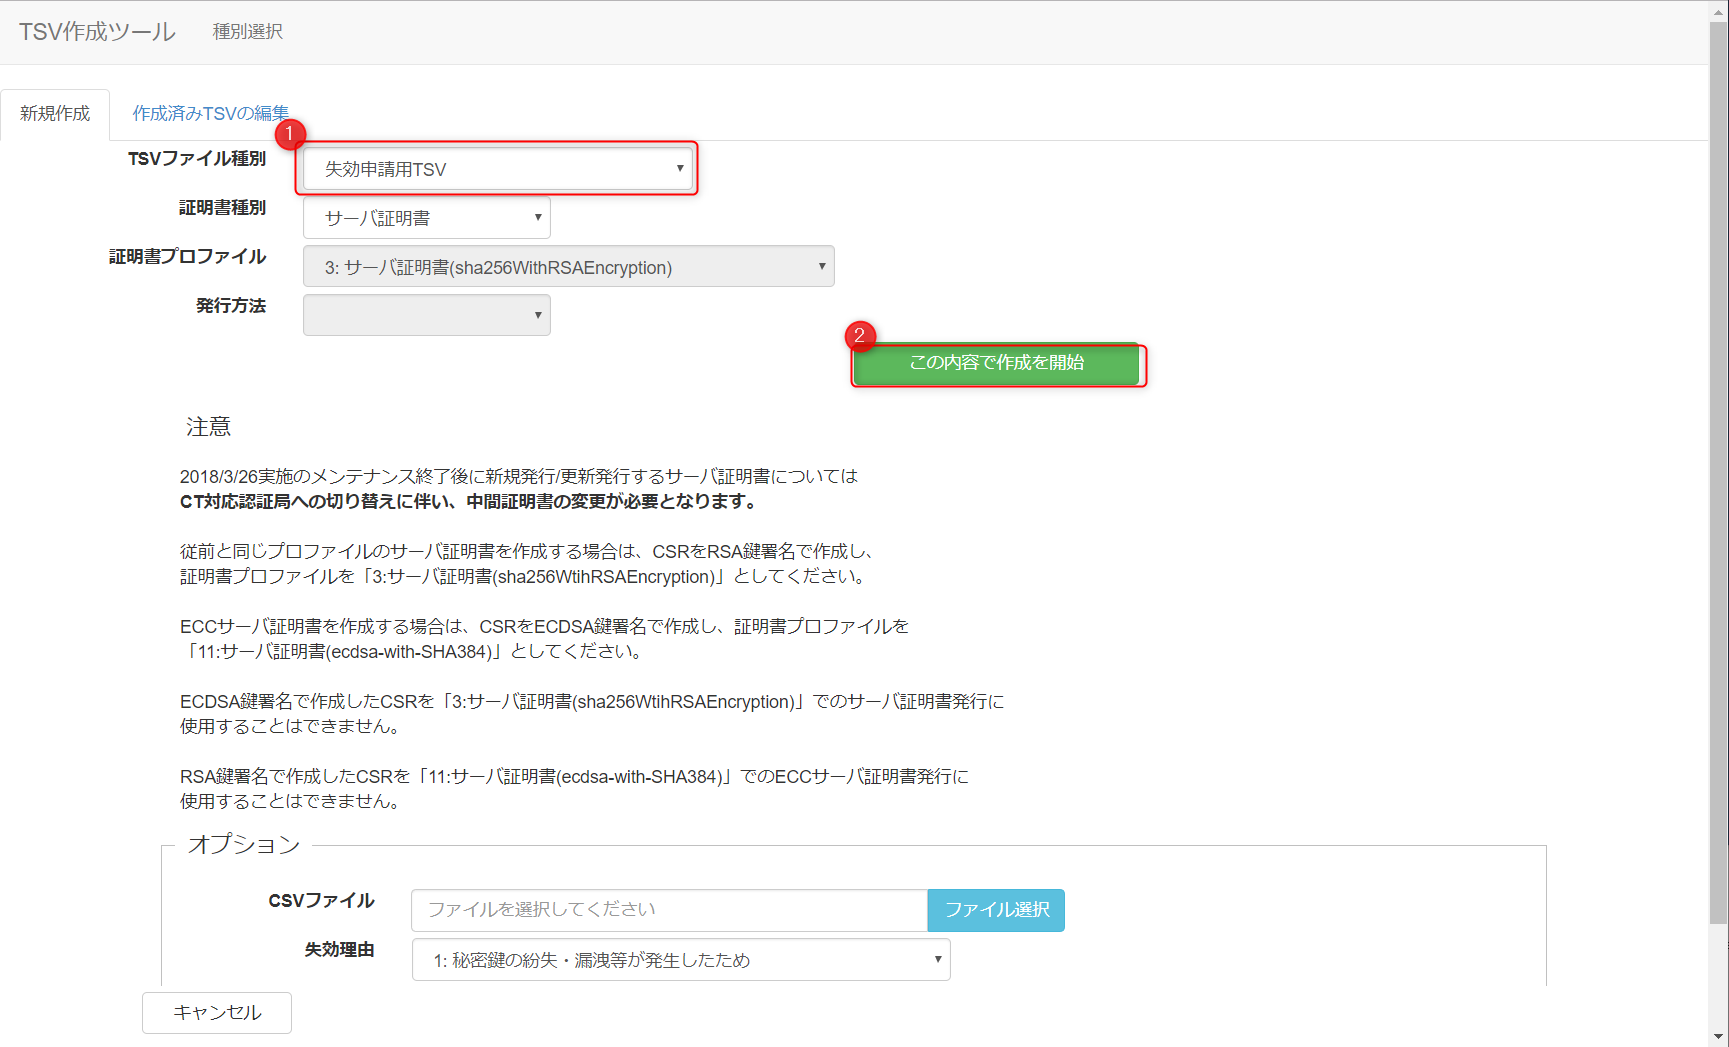 TSV作成ツール 種別選択
新規作成 作成済みTSVの編集
1
TSVファイル種別 失効申請用TSV
証明書種別 サーバ証明書
証明書プロファイル 3: サーバ証明書(sha256WithRSAEncryption)
発行方法
2
この内容で作成を開始
注意
2018/3/26実施のメンテナンス終了後に新規発行/更新発行するサーバ証明書については
CT対応認証局への切り替えに伴い、中間証明書の変更が必要となります。
従前と同じプロファイルのサーバ証明書を作成する場合は、CSRをRSA鍵署名で作成し、
証明書プロファイルを「3:サーバ証明書(sha256WtihRSAEncryption)」としてください。
ECCサーバ証明書を作成する場合は、CSRをECDSA鍵署名で作成し、証明書プロファイルを
「11:サーバ証明書(ecdsa-with-SHA384)」としてください。
ECDSA鍵署名で作成したCSRを「3:サーバ証明書(sha256WtihRSAEncryption)」でのサーバ証明書発行に
使用することはできません。
RSA鍵署名で作成したCSRを「11:サーバ証明書(ecdsa-with-SHA384)」でのECCサーバ証明書発行に
使用することはできません。
オプション
CSVファイル ファイルを選択してください ファイル選択
失効理由 1: 秘密鍵の紛失・漏洩等が発生したため
キャンセル